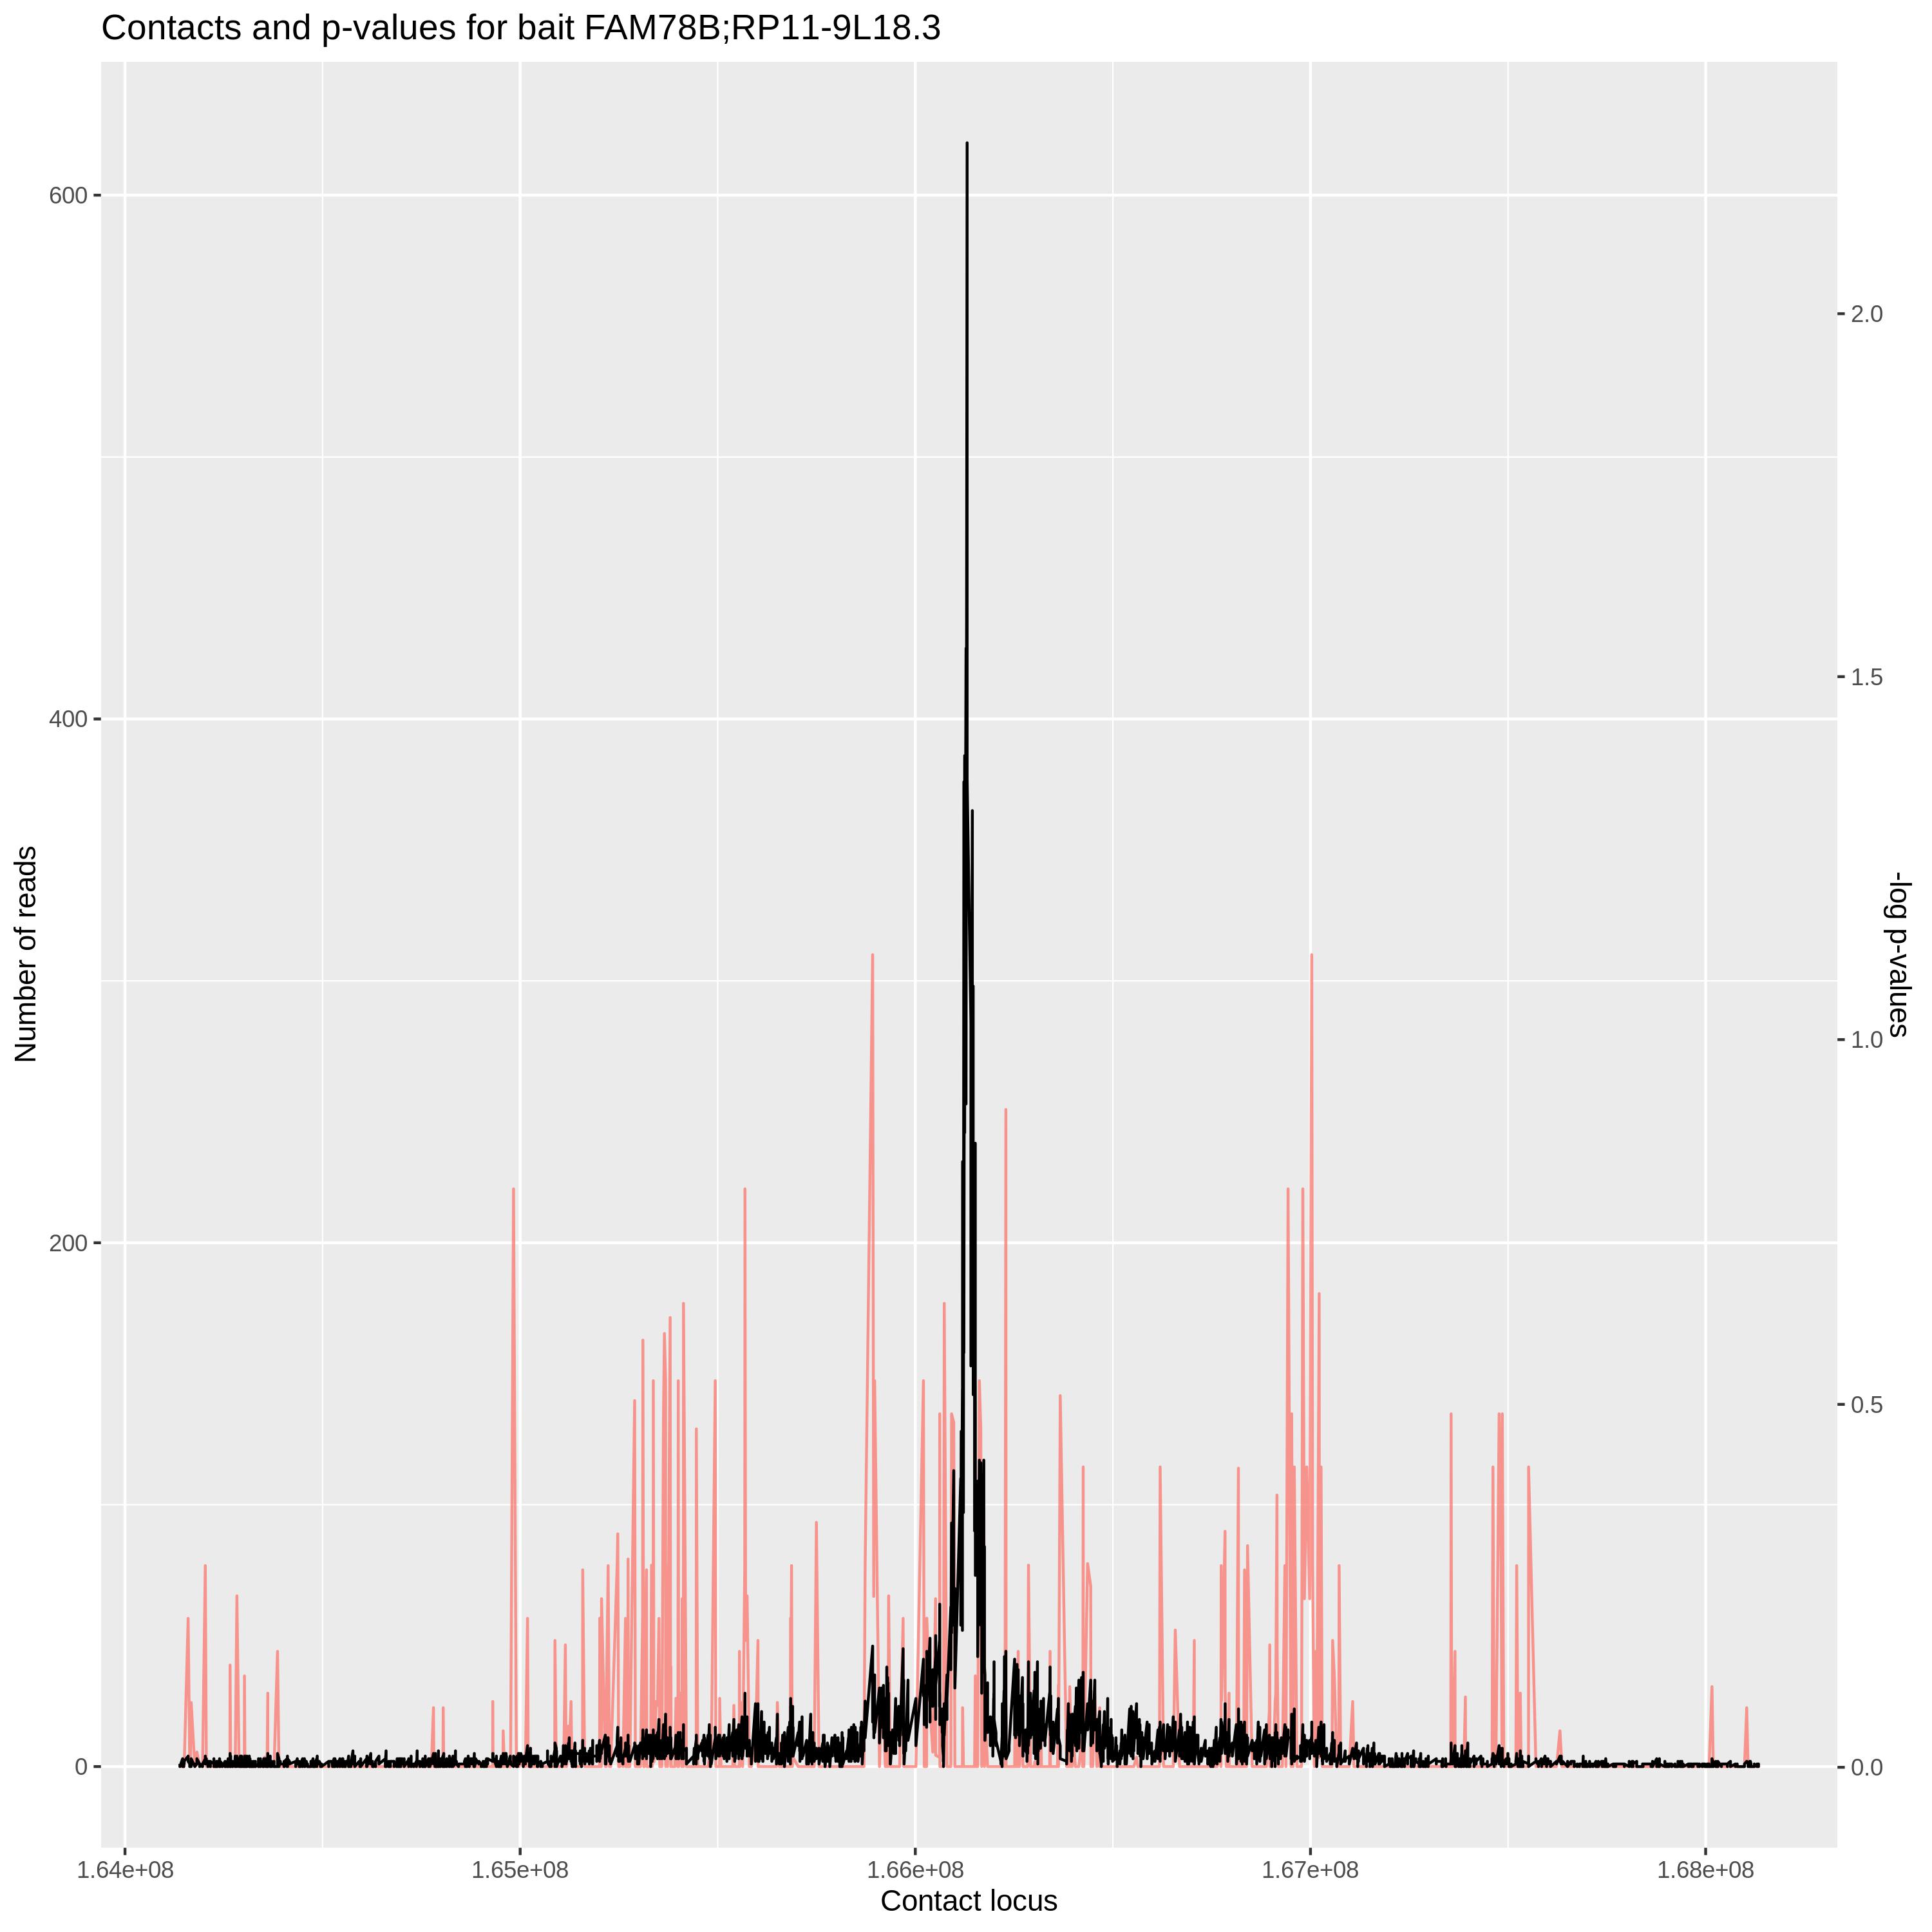 Contacts and p-values for bait FAM78B;RP11-9L18.3
600
400
200
0
Number of reads
2.0
1.5
1.0
0.5
0.0
-log p-values
1.64e+08
1.65e+08
1.66e+08
1.67e+08
1.68e+08
Contact locus